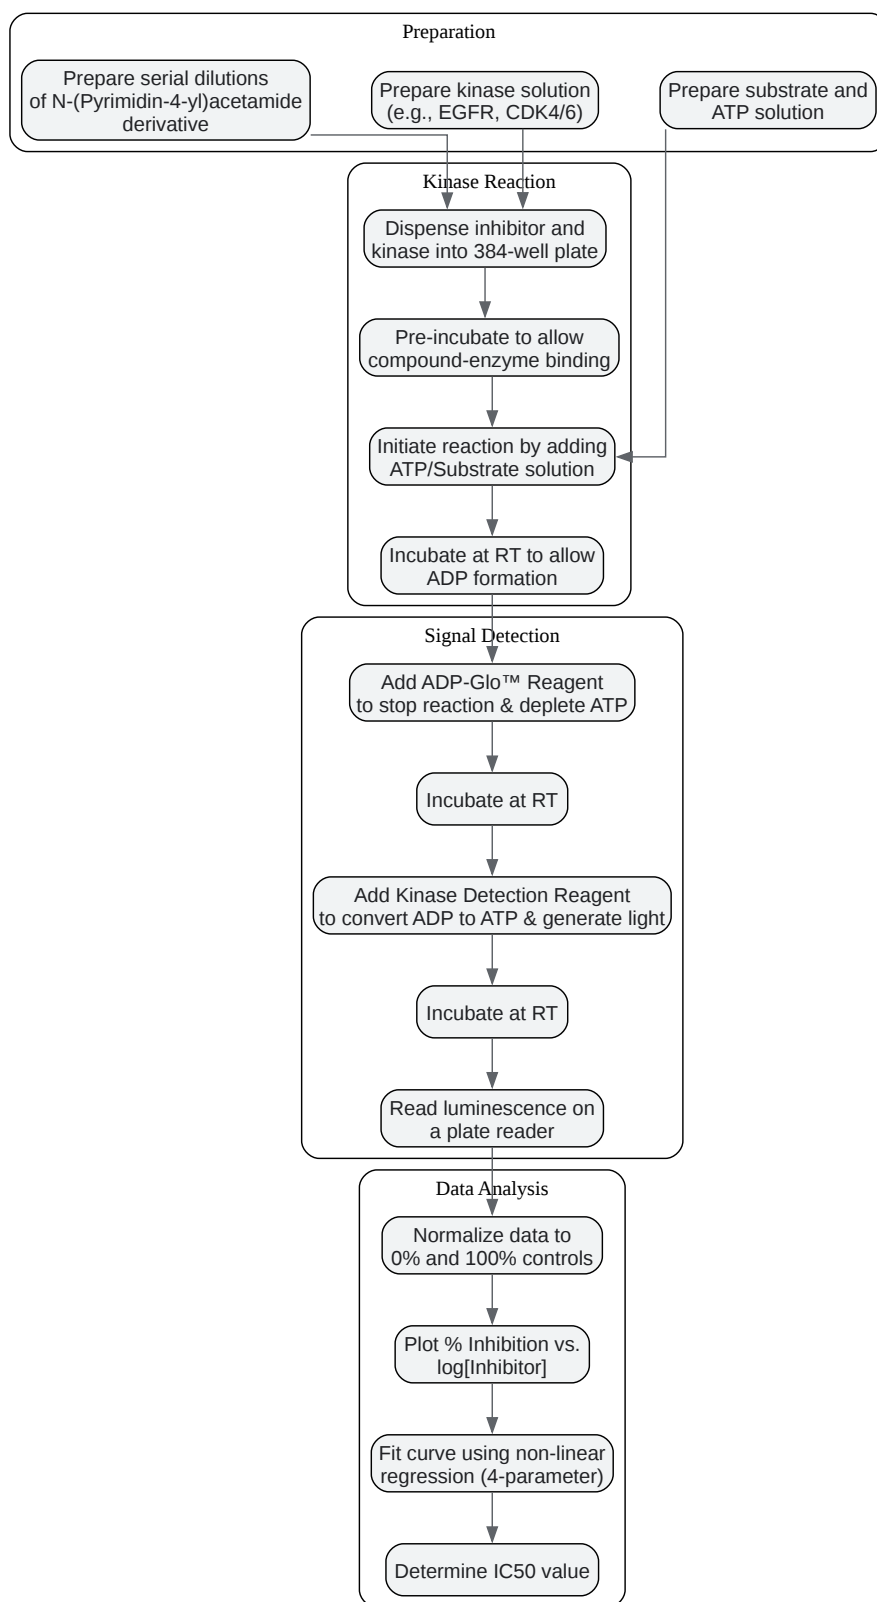 Preparation
Prepare serial dilutions
of N-(Pyrimidin-4-yl)acetamide
derivative
Prepare kinase solution
(e.g., EGFR, CDK4/6)
Prepare substrate and
ATP solution
Kinase Reaction
Dispense inhibitor and
kinase into 384-well plate
Pre-incubate to allow
compound-enzyme binding
Initiate reaction by adding
ATP/Substrate solution
Incubate at RT to allow
ADP formation
Signal Detection
Add ADP-Glo™ Reagent
to stop reaction & deplete ATP
Incubate at RT
Add Kinase Detection Reagent
to convert ADP to ATP & generate light
Incubate at RT
Read luminescence on
a plate reader
Data Analysis
Normalize data to
0% and 100% controls
Plot % Inhibition vs.
log[Inhibitor]
Fit curve using non-linear
regression (4-parameter)
Determine IC50 value